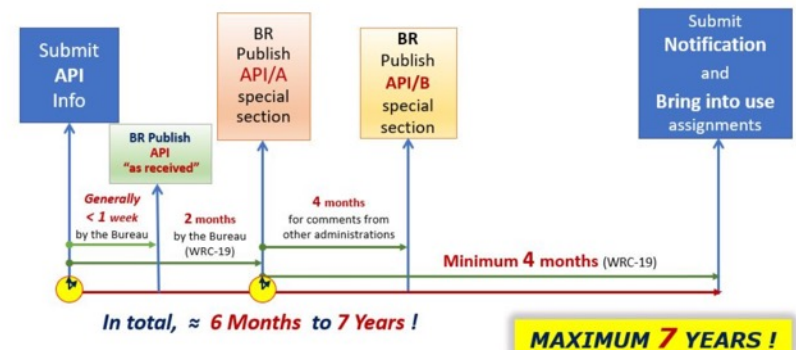 Submit
API
Info
BR Publish
API
"as received"
BR
Publish
API/A
special
section
BR
Publish
API/B
special
section
Submit
Notification
and
Bring into use
assignments
Generally
< 1 week
by the Bureau
2 months
by the Bureau
(WRC-19)
4 months
for comments from
other administrations
Minimum 4 months (WRC-19)
In total, ≈ 6 Months to 7 Years !
MAXIMUM 7 YEARS !